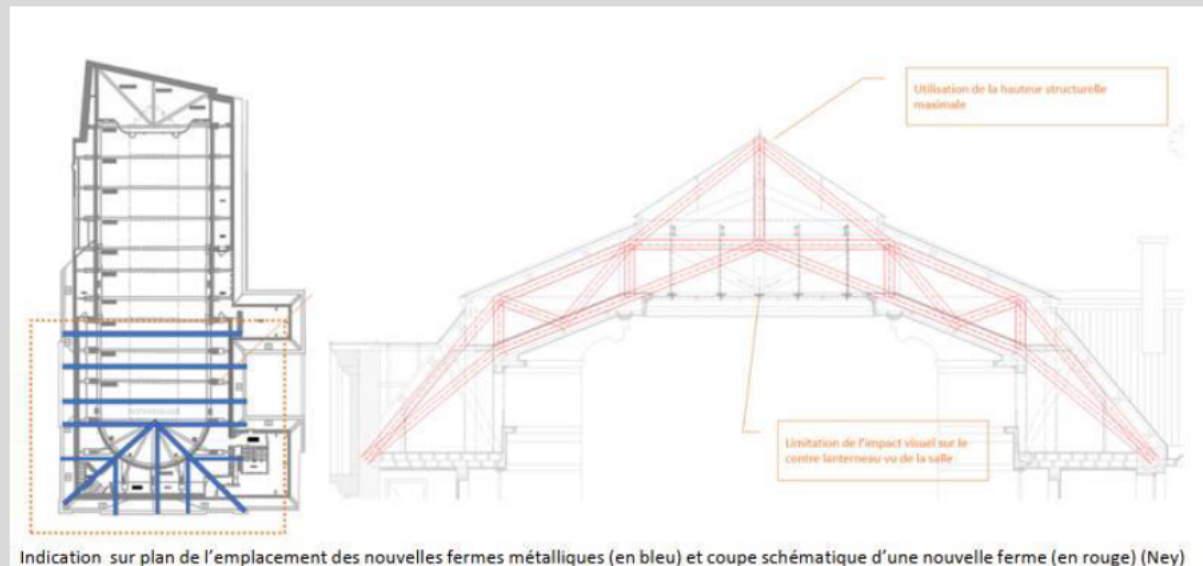 Utilisation de la hauteur structurelle
maximale
Limitation de l'impact visuel sur le
contre lanterneau vu de la salle
Indication sur plan de l'emplacement des nouvelles fermes métalliques (en bleu) et coupe schématique d'une nouvelle ferme (en rouge) (Ney)